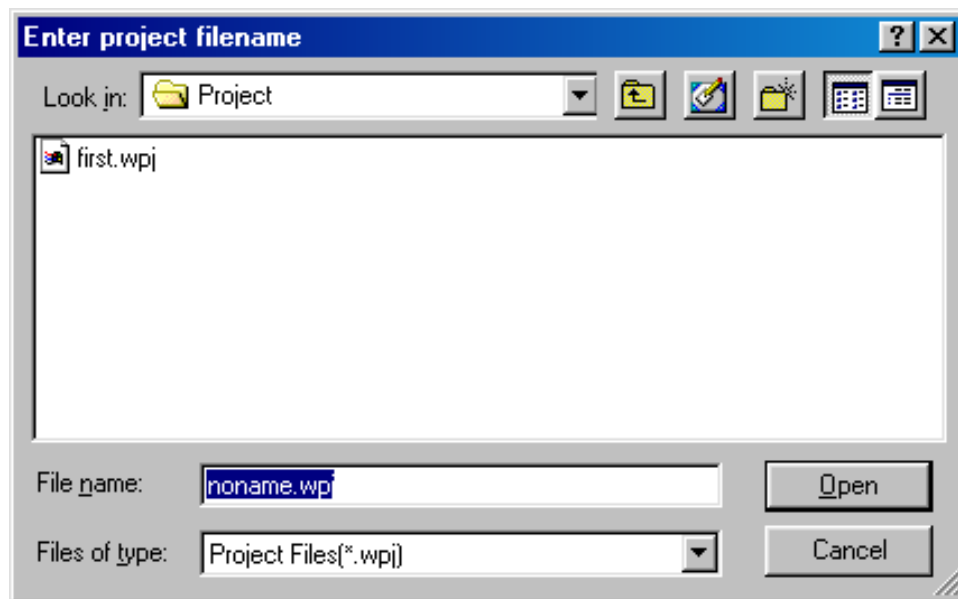 Enter project filename
Look in: Project
first.wpj
File name: noname.wpj Open
Files of type: Project Files(*.wpj) Cancel